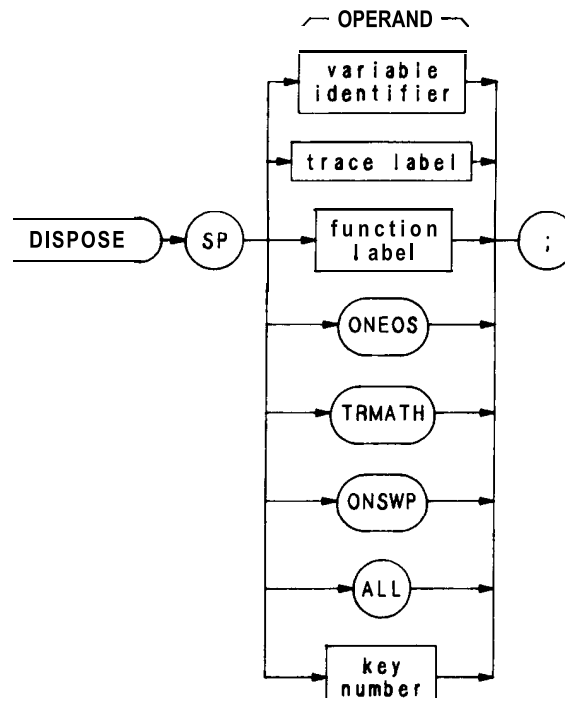 OPERAND
variable
identifier
trace label
DISPOSE
SP
function
label
;
ONEOS
TRMATH
ONSWP
ALL
key
number